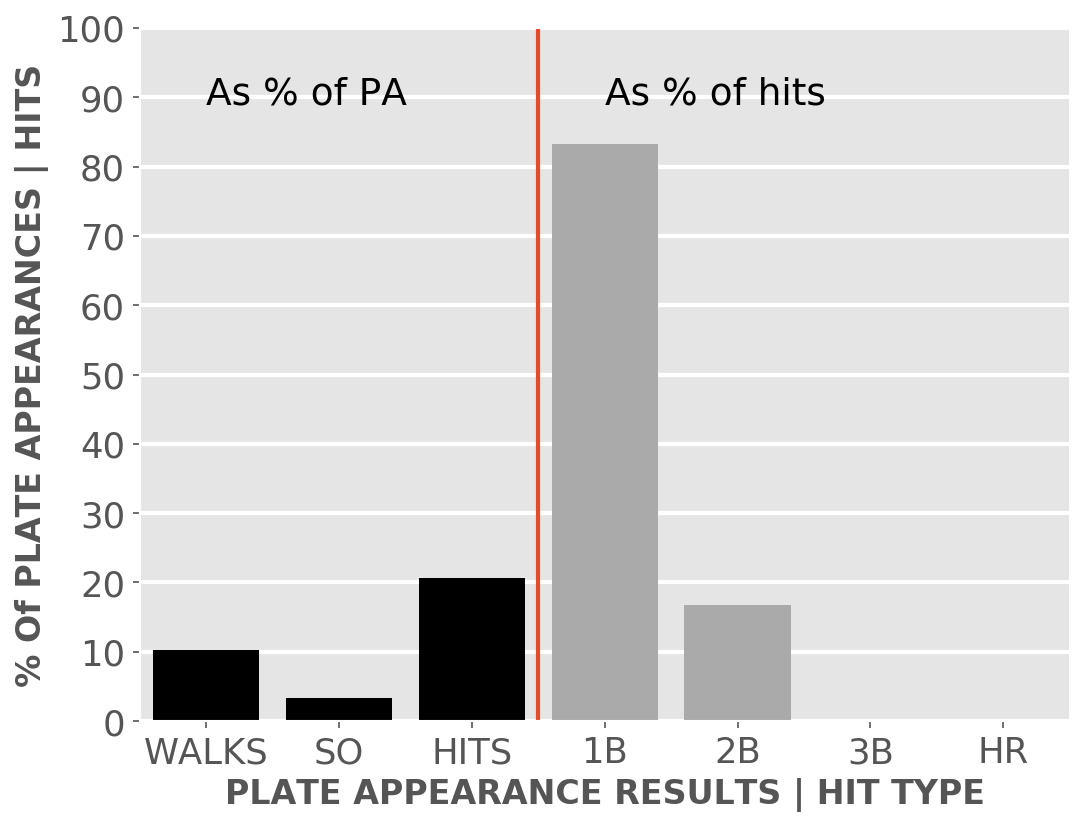 % Of PLATE APPEARANCES | HITS
100
90
80
70
60
50
40
30
20
10
0
As % of PA
As % of hits
WALKS SO HITS 1B 2B 3B HR
PLATE APPEARANCE RESULTS | HIT TYPE